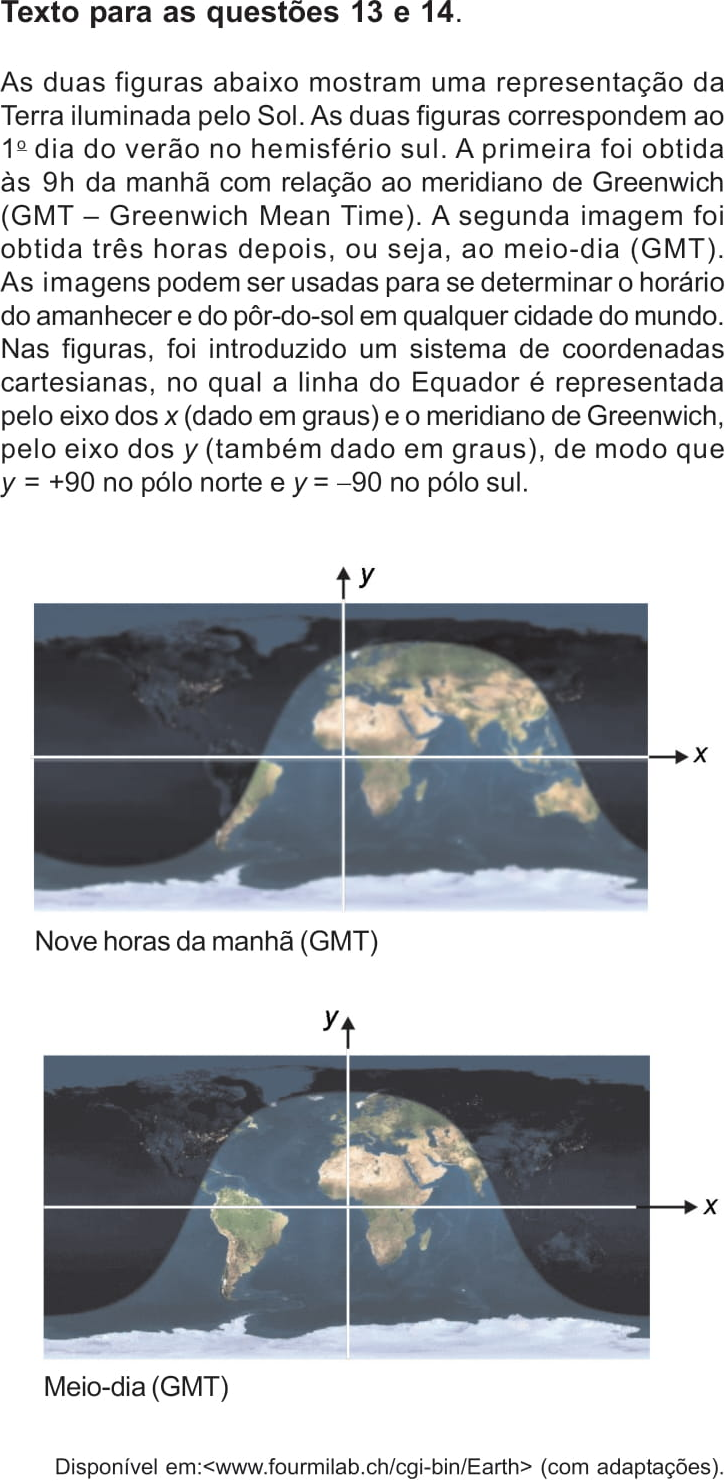 Texto para as questões 13 e 14.
As duas figuras abaixo mostram uma representação da
Terra iluminada pelo Sol. As duas figuras correspondem ao
1º dia do verão no hemisfério sul. A primeira foi obtida
às 9h da manhã com relação ao meridiano de Greenwich
(GMT – Greenwich Mean Time). A segunda imagem foi
obtida três horas depois, ou seja, ao meio-dia (GMT).
As imagens podem ser usadas para se determinar o horário
do amanhecer e do pôr-do-sol em qualquer cidade do mundo.
Nas figuras, foi introduzido um sistema de coordenadas
cartesianas, no qual a linha do Equador é representada
pelo eixo dos x (dado em graus) e o meridiano de Greenwich,
pelo eixo dos y (também dado em graus), de modo que
y = +90 no pólo norte e y = –90 no pólo sul.
y
x
Nove horas da manhã (GMT)
y
x
Meio-dia (GMT)
Disponível em:<www.fourmilab.ch/cgi-bin/Earth> (com adaptações).